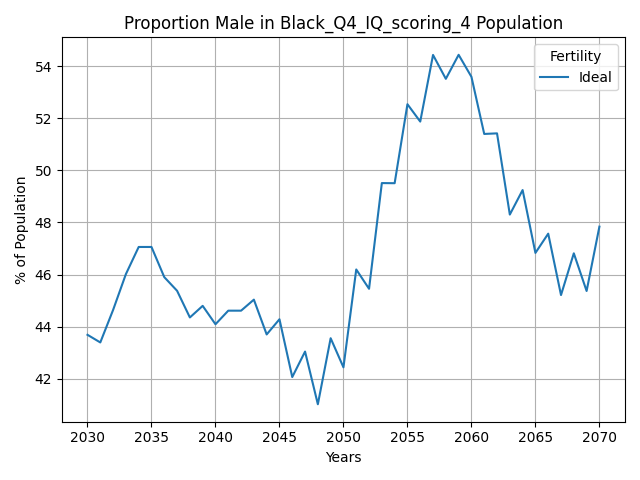 Proportion Male in Black_Q4_IQ_scoring_4 Population
Fertility
Ideal
% of Population
54
52
50
48
46
44
42
2030 2035 2040 2045 2050 2055 2060 2065 2070
Years